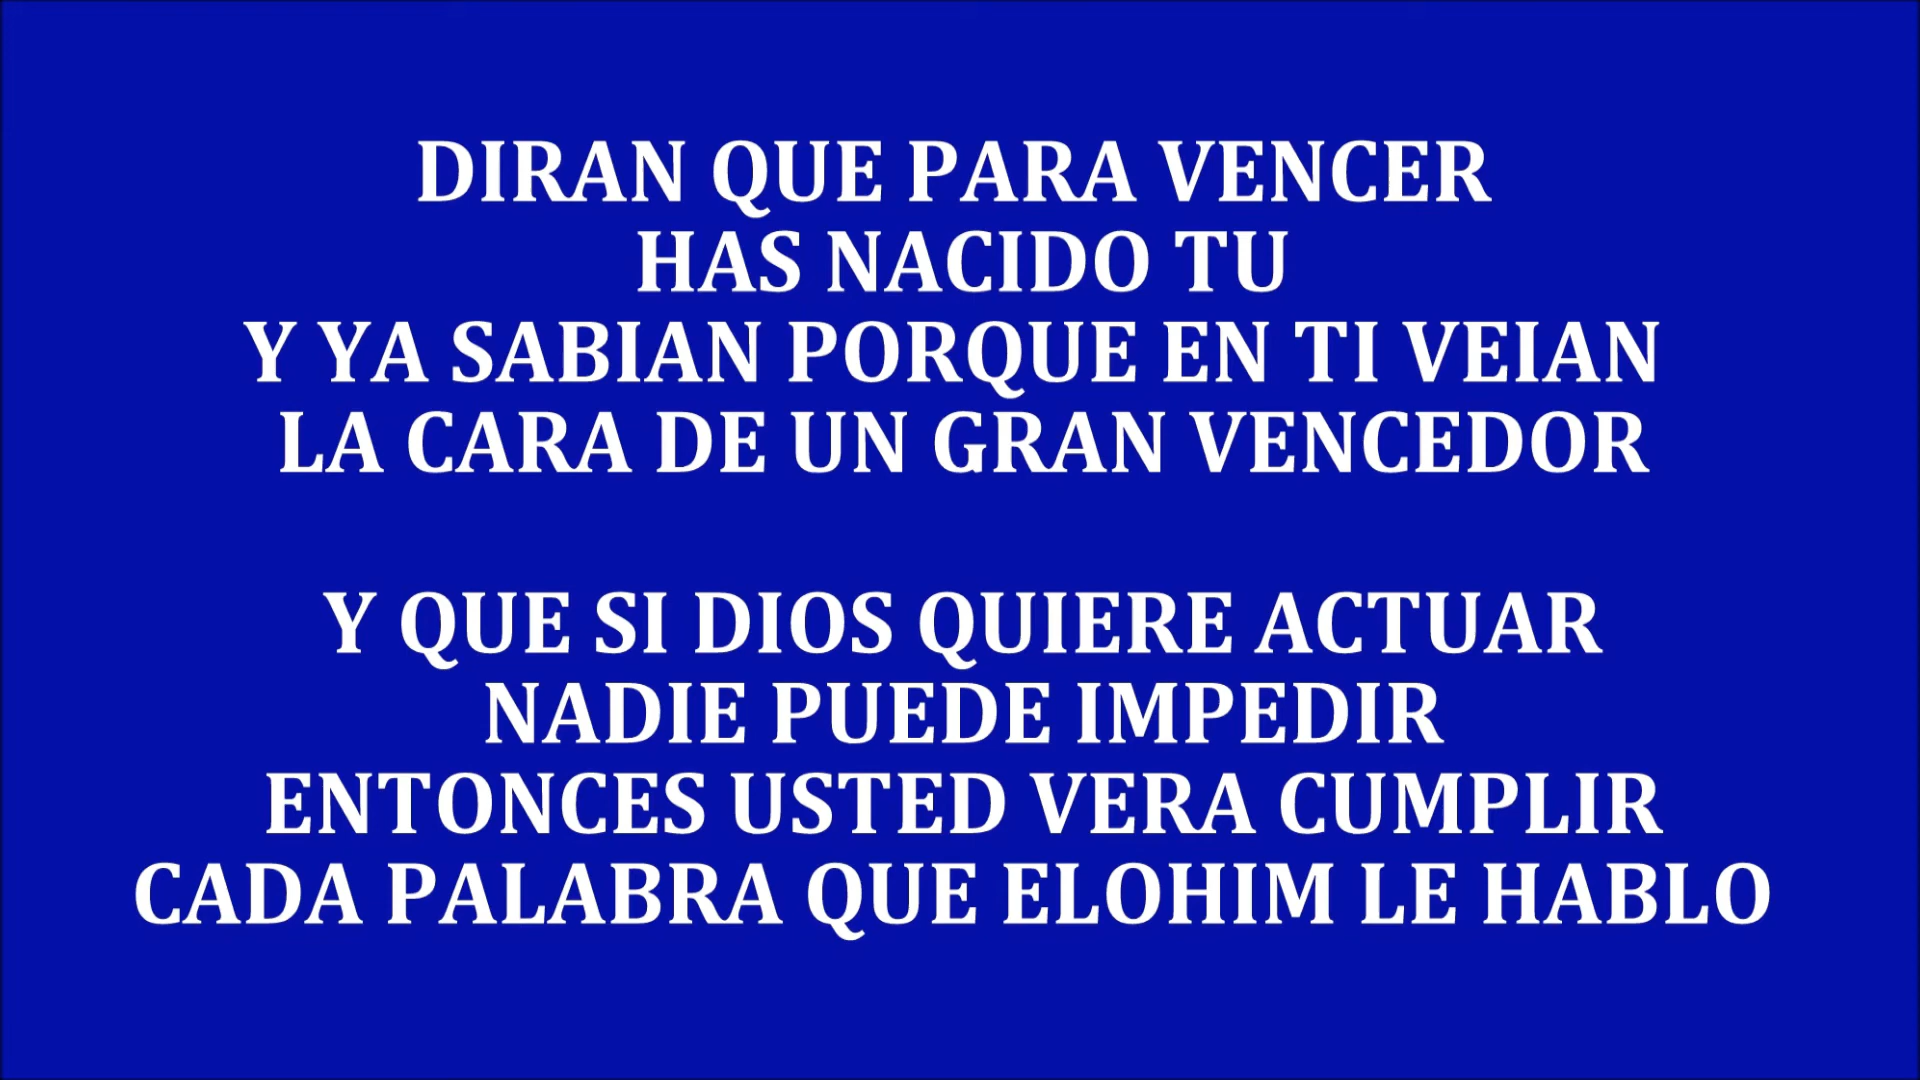 DIRAN QUE PARA VENCER
HAS NACIDO TU
Y YA SABIAN PORQUE EN TI VEIAN
LA CARA DE UN GRAN VENCEDOR
Y QUE SI DIOS QUIERE ACTUAR
NADIE PUEDE IMPEDIR
ENTONCES USTED VERA CUMPLIR
CADA PALABRA QUE ELOHIM LE HABLO